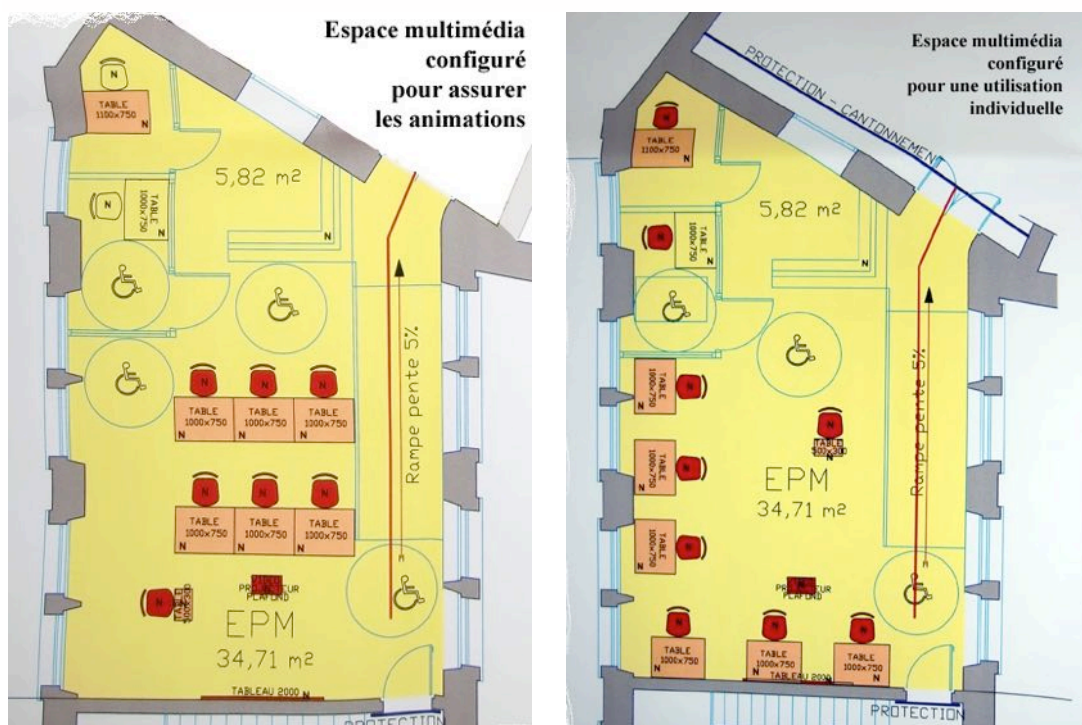 Espace multimédia
configuré
pour assurer
les animations
N
TABLE
1100x750
N
5,82 m²
N
TABLE
1000x750
N
N
Rampe pente 5%
N
N
N
TABLE
1000x750
N
TABLE
1000x750
N
TABLE
1000x750
N
N
N
N
TABLE
1000x750
N
TABLE
1000x750
N
TABLE
1000x750
N
PROJECTEUR
PLAFOND
N
TABLE
EPM
34,71 m²
TABLEAU 2000 N
PROTECTION
Espace multimédia
configuré
pour une utilisation
individuelle
PROTECTION - CANTONNEMENT
N
TABLE
1100x750
N
5,82 m²
N
TABLE
1000x750
N
N
Rampe pente 5%
TABLE
1000x750
N
N
N
TABLE
500x300
N
TABLE
1000x750
N
N
EPM
34,71 m²
TABLE
1000x750
N
N
PROJECTEUR
PLAFOND
N
N
N
TABLE
1000x750
N
TABLE
1000x750
N
TABLE
1000x750
N
TABLEAU 2000
PROTECTION